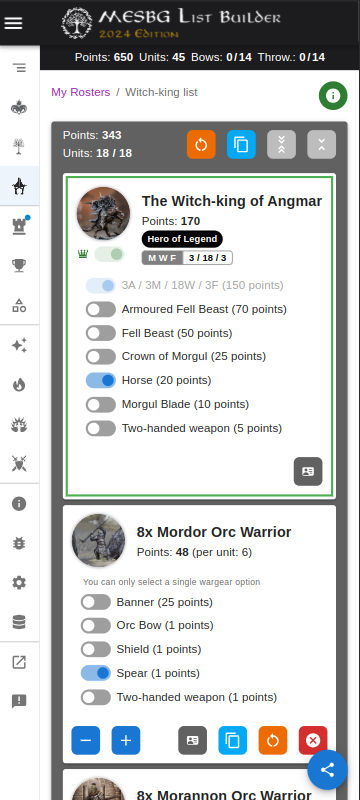 MESBG LIST BUILDER
2024 EDITION
Points: 650 Units: 45 Bows: 0/14 Throw.: 0/14
My Rosters / Witch-king list
Points: 343
Units: 18 / 18
The Witch-king of Angmar
Points: 170
Hero of Legend
M W F 3 / 18 / 3
3A / 3M / 18W / 3F (150 points)
Armoured Fell Beast (70 points)
Fell Beast (50 points)
Crown of Morgul (25 points)
Horse (20 points)
Morgul Blade (10 points)
Two-handed weapon (5 points)
8x Mordor Orc Warrior
Points: 48 (per unit: 6)
You can only select a single wargear option
Banner (25 points)
Orc Bow (1 points)
Shield (1 points)
Spear (1 points)
Two-handed weapon (1 points)
8x Morannon Orc Warrior